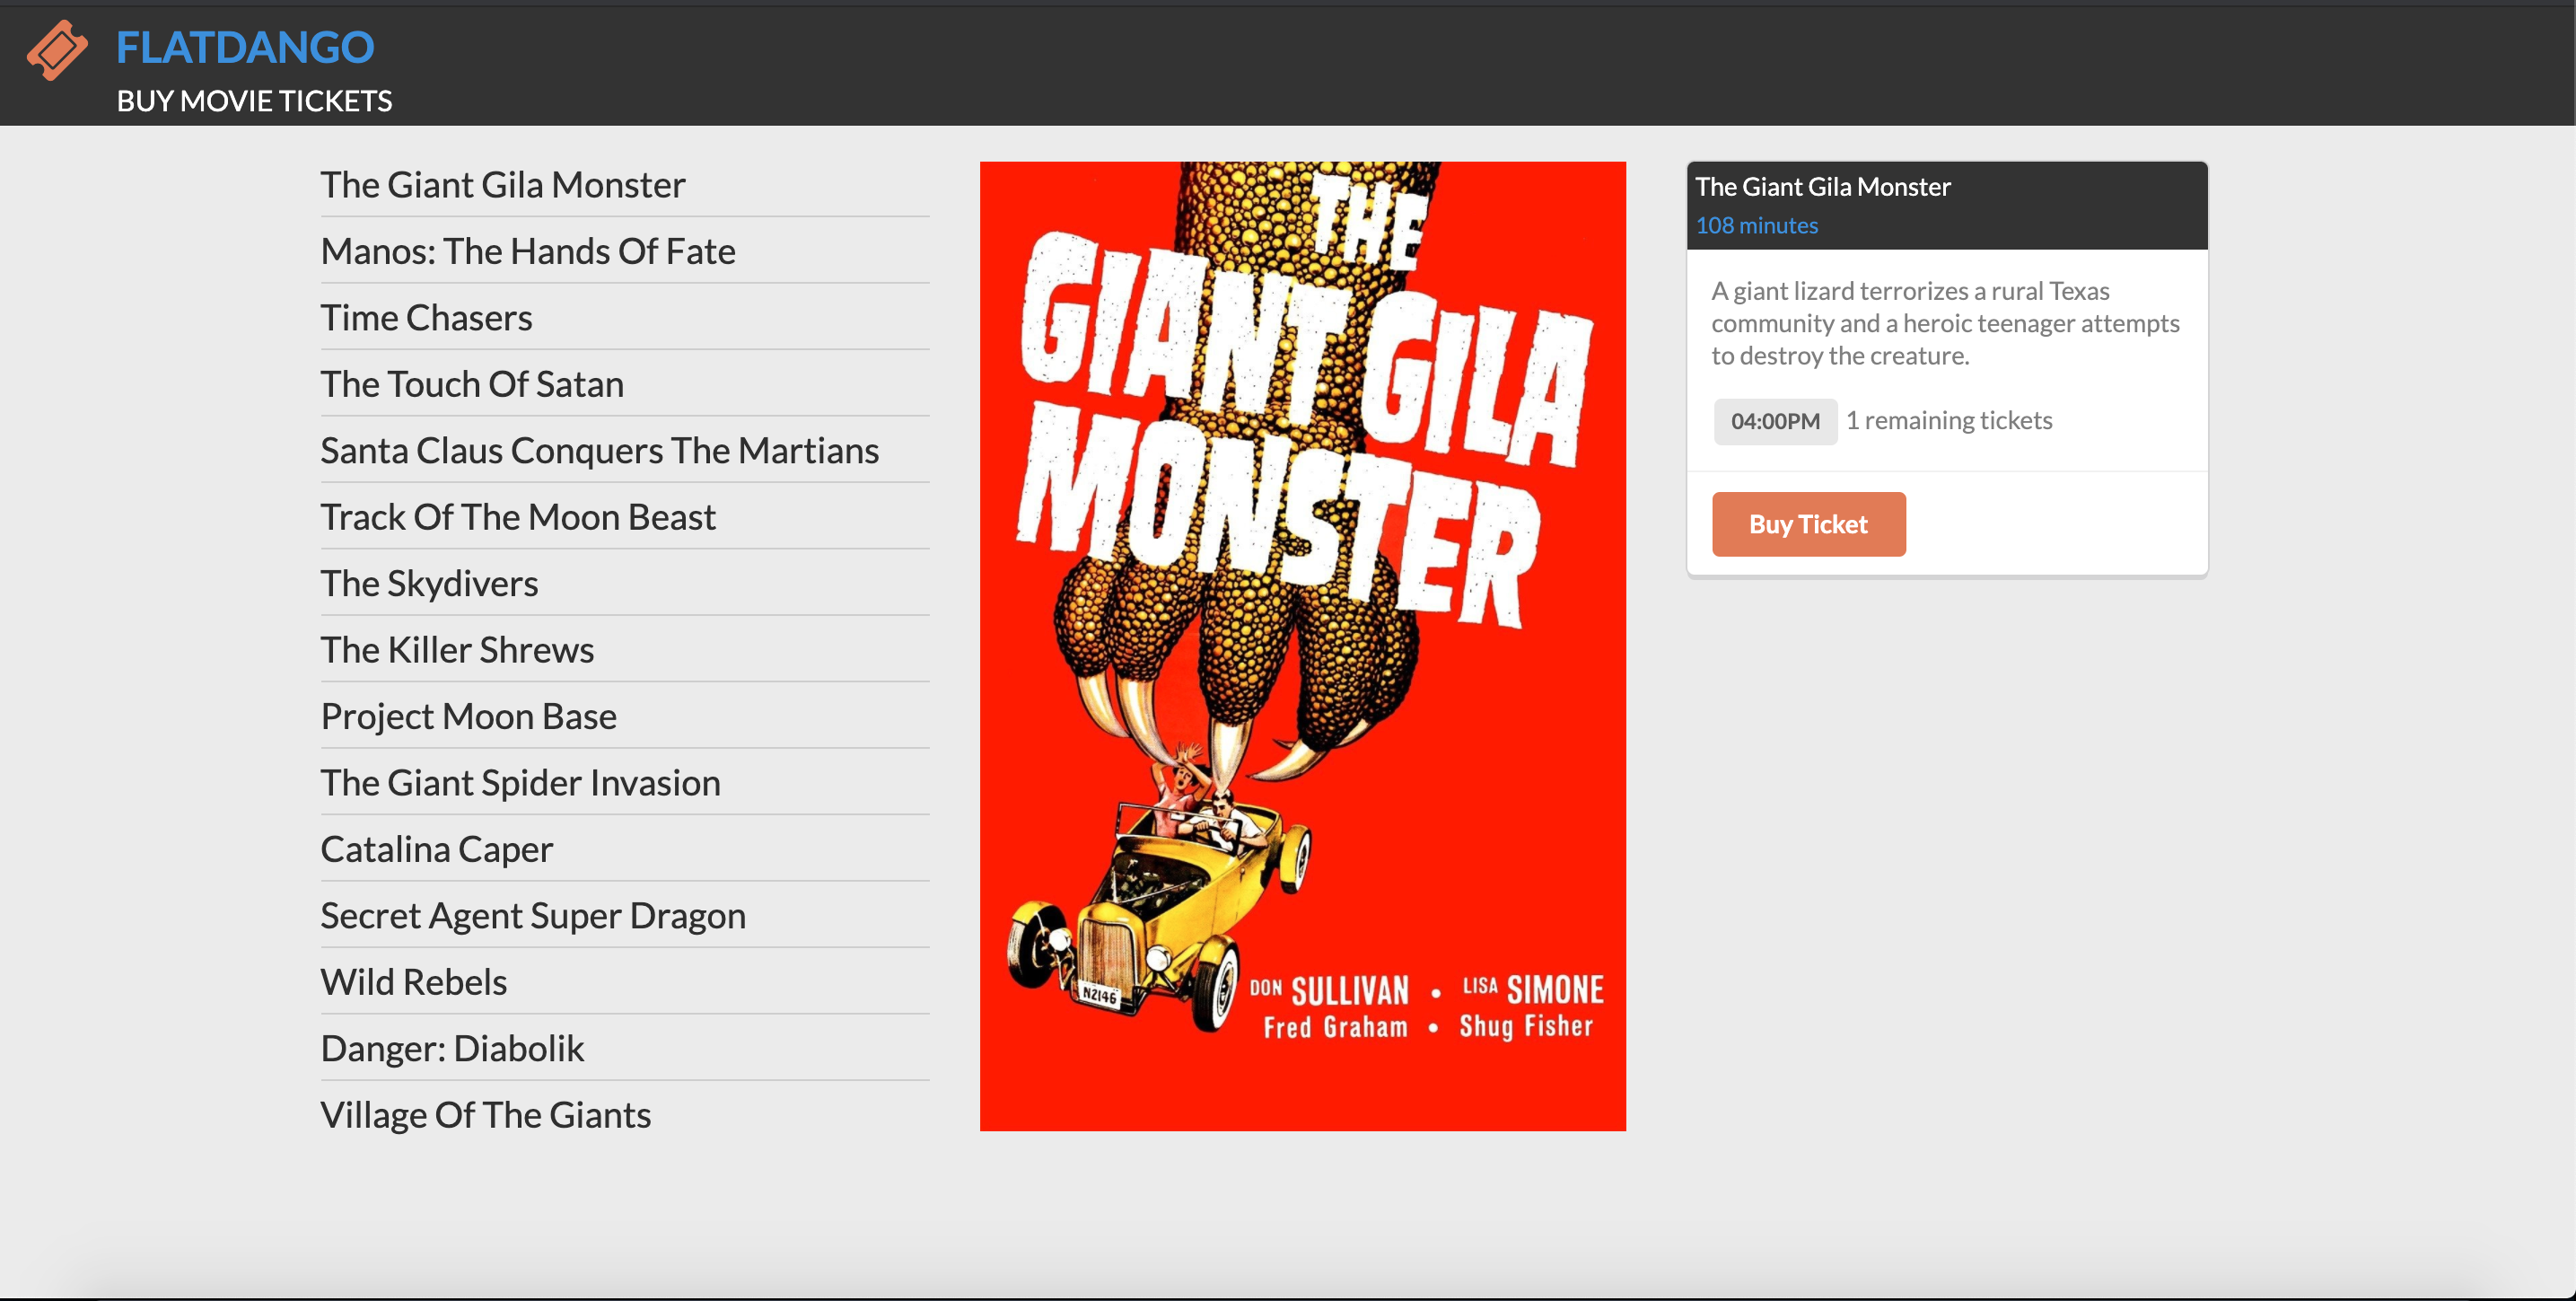 FLATDANGO
BUY MOVIE TICKETS
The Giant Gila Monster
Manos: The Hands Of Fate
Time Chasers
The Touch Of Satan
Santa Claus Conquers The Martians
Track Of The Moon Beast
The Skydivers
The Killer Shrews
Project Moon Base
The Giant Spider Invasion
Catalina Caper
Secret Agent Super Dragon
Wild Rebels
Danger: Diabolik
Village Of The Giants
THE
GIANT GILA
MONSTER
N2146
DON SULLIVAN • LISA SIMONE
Fred Graham • Shug Fisher
The Giant Gila Monster
108 minutes
A giant lizard terrorizes a rural Texas
community and a heroic teenager attempts
to destroy the creature.
04:00PM 1 remaining tickets
Buy Ticket